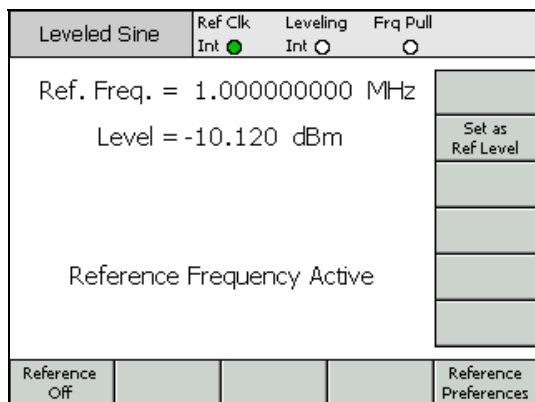 Leveled Sine
Ref Clk Leveling Frq Pull
Int Int
Ref. Freq. = 1.000000000 MHz
Level = -10.120 dBm
Set as
Ref Level
Reference Frequency Active
Reference
Off
Reference
Preferences